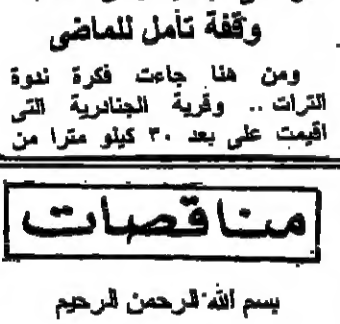 وقفة تأمل للماضى
ومن هنا جاءت فكرة ندوة
التراث .. وقرية الجنادرية التى
اقيمت على بعد ٣٠ كيلو مترا من
مناقصات
بسم الله الرحمن الرحيم